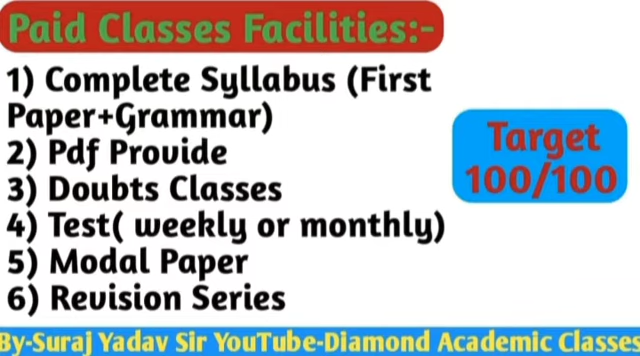 Paid Classes Facilities:-
1) Complete Syllabus (First
Paper+Grammar)
2) Pdf Provide
3) Doubts Classes
4) Test( weekly or monthly)
5) Modal Paper
6) Revision Series
Target
100/100
By-Suraj Yadav Sir YouTube-Diamond Academic Classes